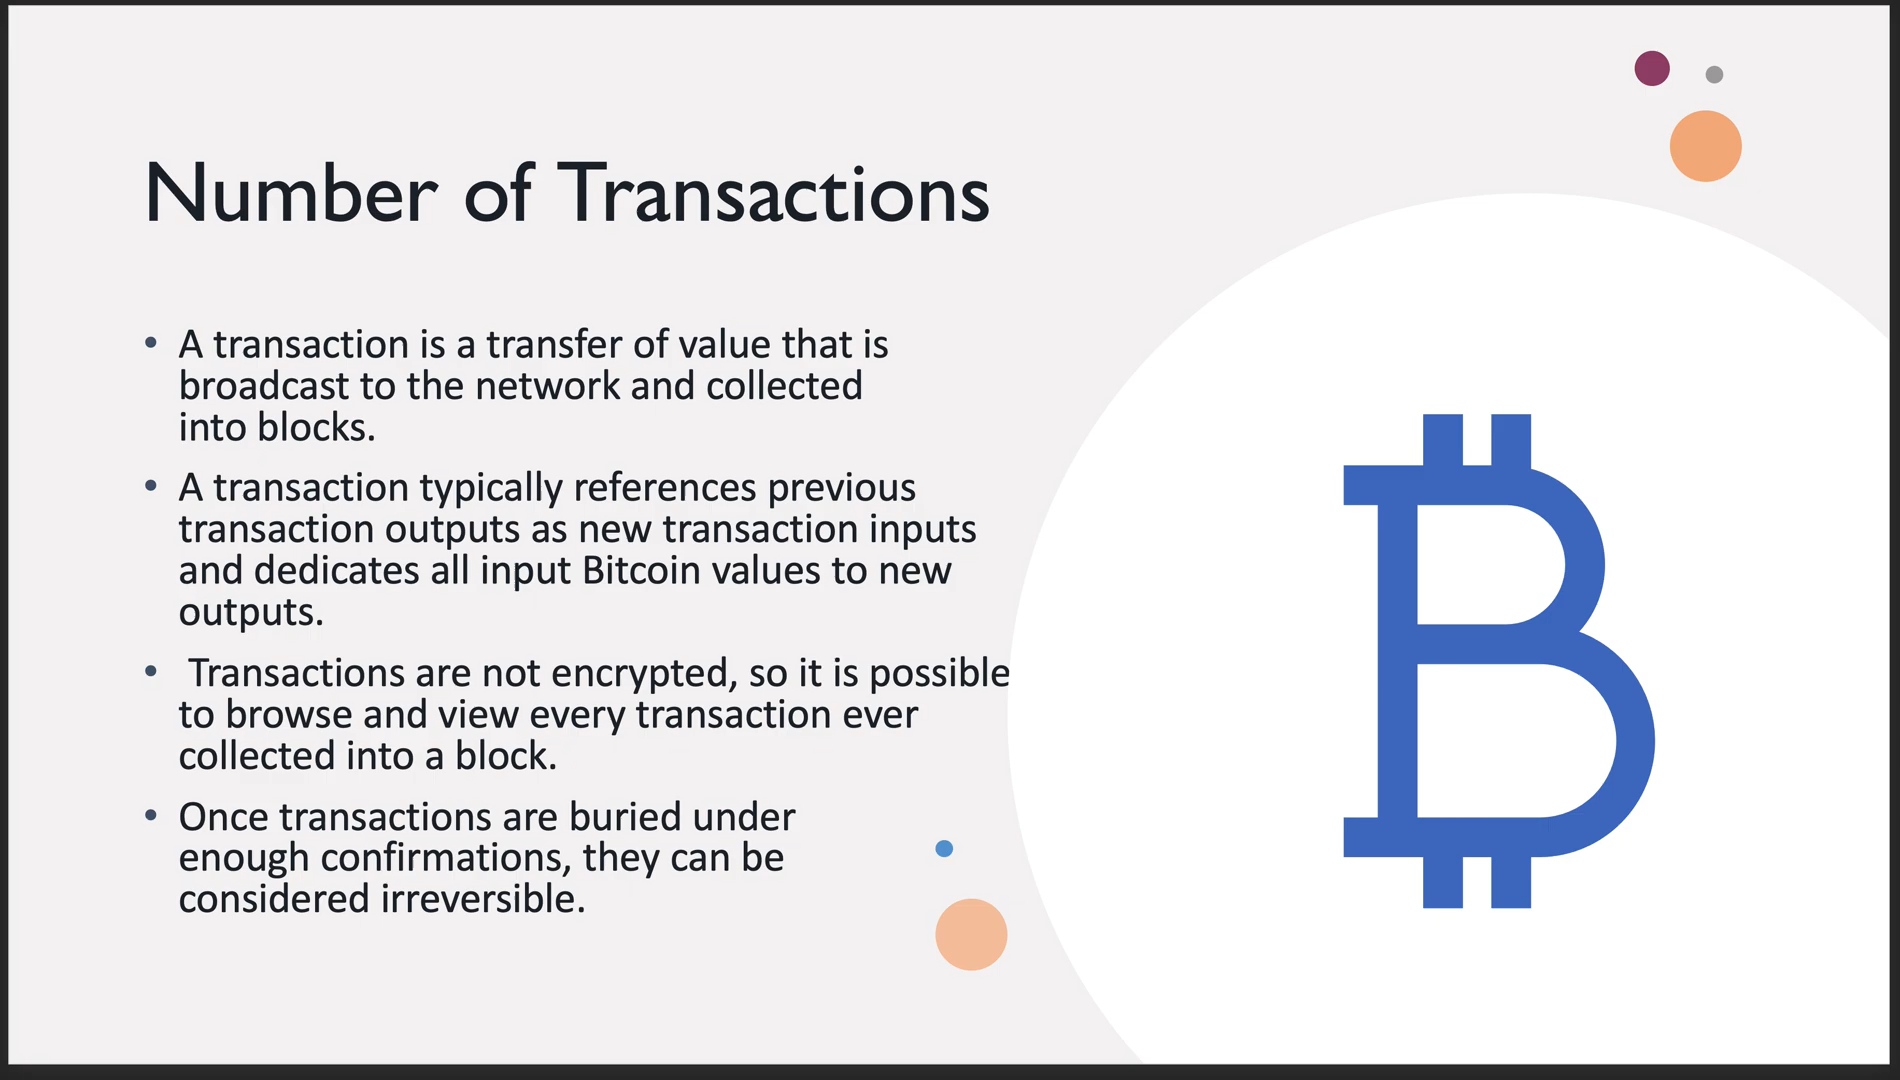 Number of Transactions
• A transaction is a transfer of value that is
broadcast to the network and collected
into blocks.
• A transaction typically references previous
transaction outputs as new transaction inputs
and dedicates all input Bitcoin values to new
outputs.
• Transactions are not encrypted, so it is possible
to browse and view every transaction ever
collected into a block.
• Once transactions are buried under
enough confirmations, they can be
considered irreversible.